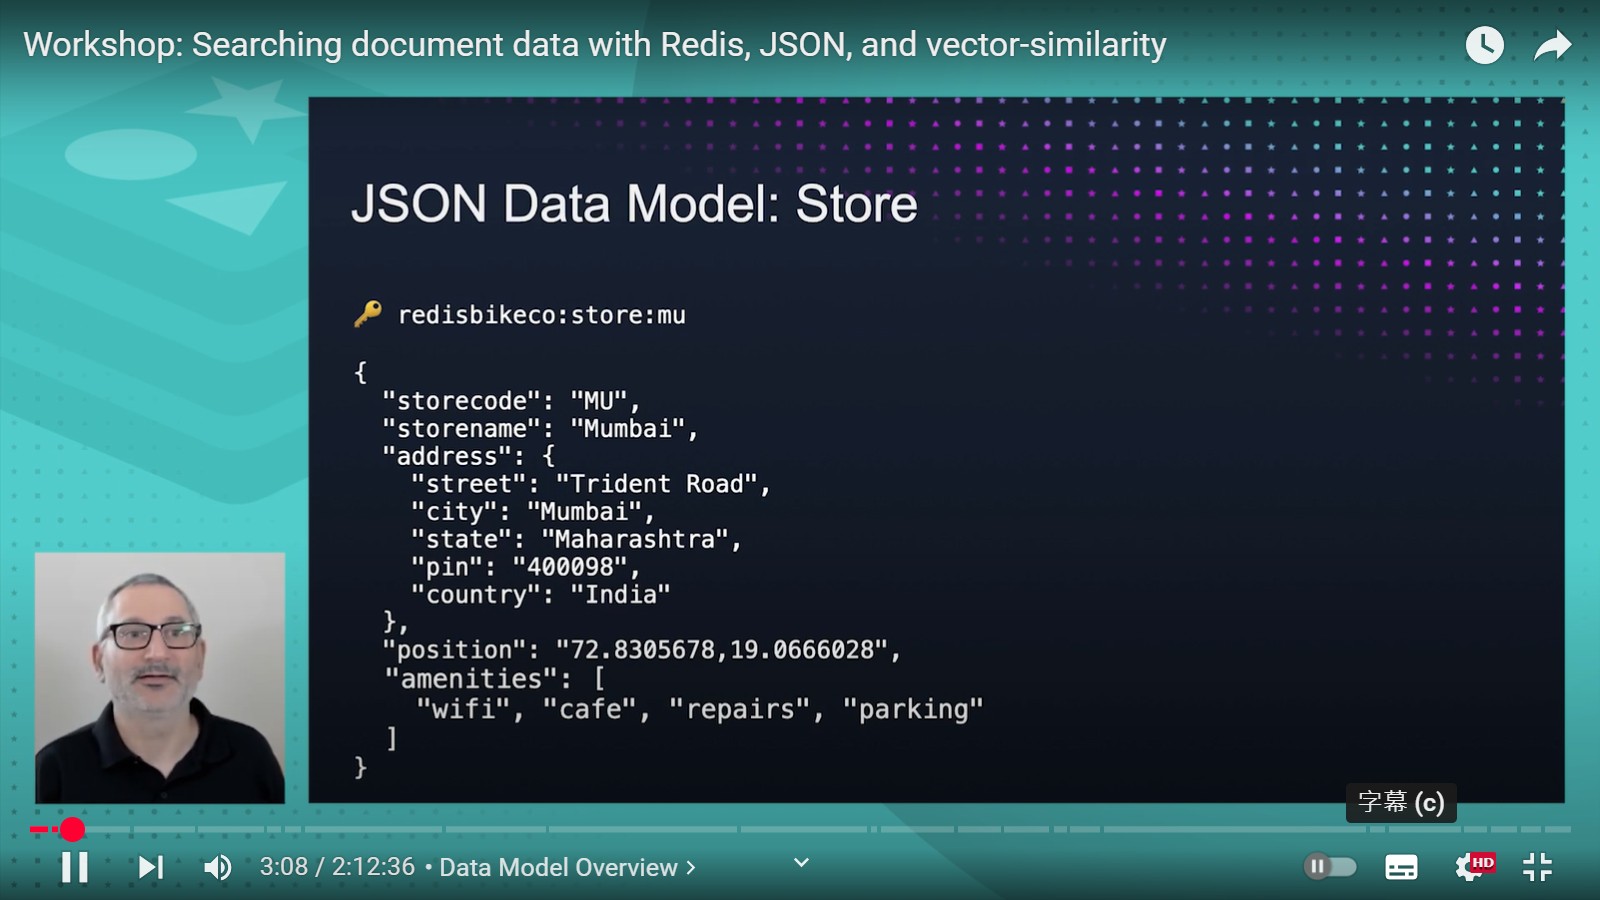 Workshop: Searching document data with Redis, JSON, and vector-similarity
JSON Data Model: Store
redisbikeco:store:mu
{
"storecode": "MU",
"storename": "Mumbai",
"address": {
"street": "Trident Road",
"city": "Mumbai",
"state": "Maharashtra",
"pin": "400098",
"country": "India"
},
"position": "72.8305678,19.0666028",
"amenities": [
"wifi", "cafe", "repairs", "parking"
]
}
字幕 (c)
3:08 / 2:12:36 • Data Model Overview
HD